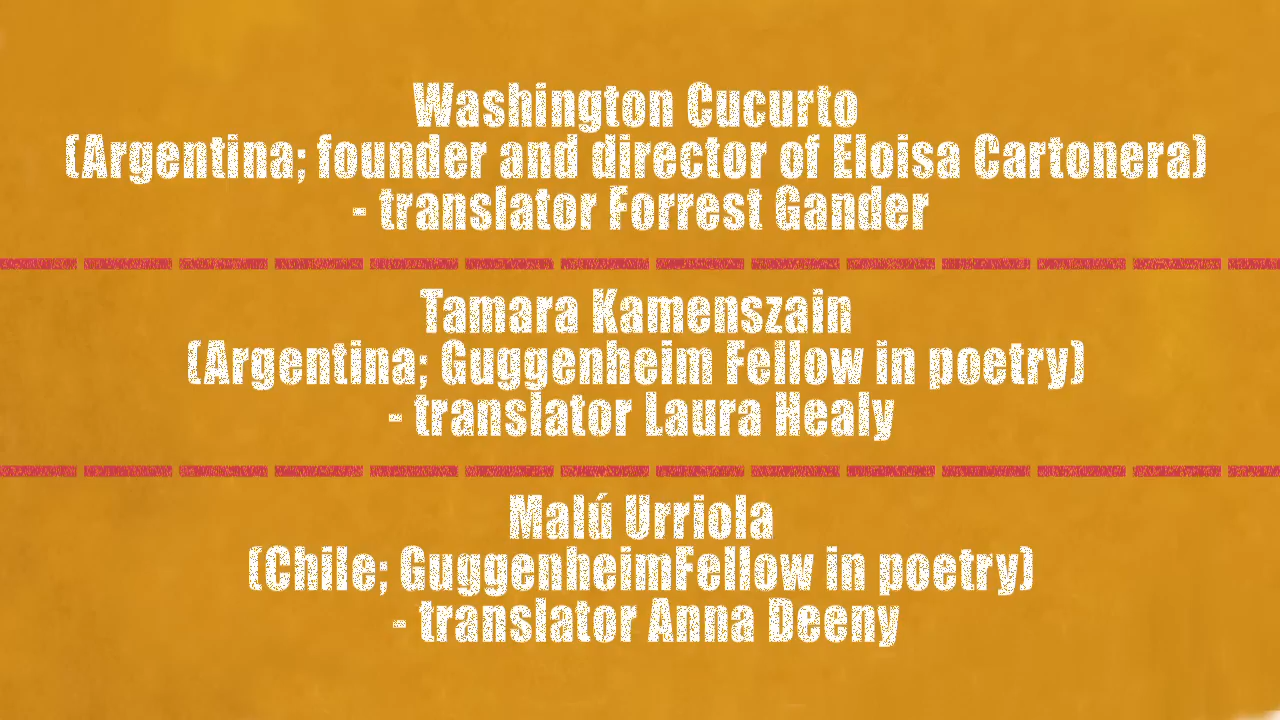 Washington Cucurto
(Argentina; founder and director of Eloisa Cartonera)
- translator Forrest Gander
Tamara Kamenszain
(Argentina; Guggenheim Fellow in poetry)
- translator Laura Healy
Malú Urriola
(Chile; GuggenheimFellow in poetry)
- translator Anna Deeny